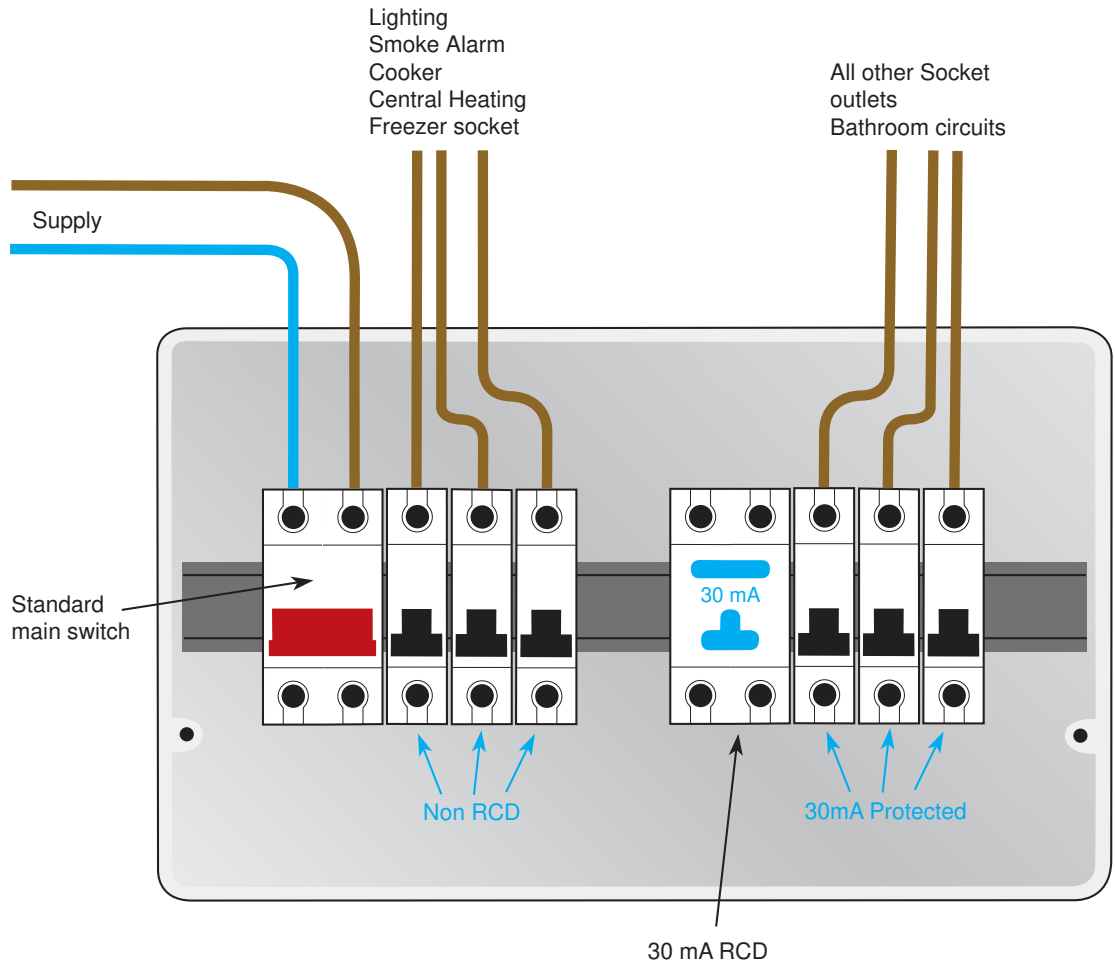 Lighting
Smoke Alarm
Cooker
Central Heating
Freezer socket
All other Socket
outlets
Bathroom circuits
Supply
Standard
main switch
30 mA
Non RCD
30mA Protected
30 mA RCD